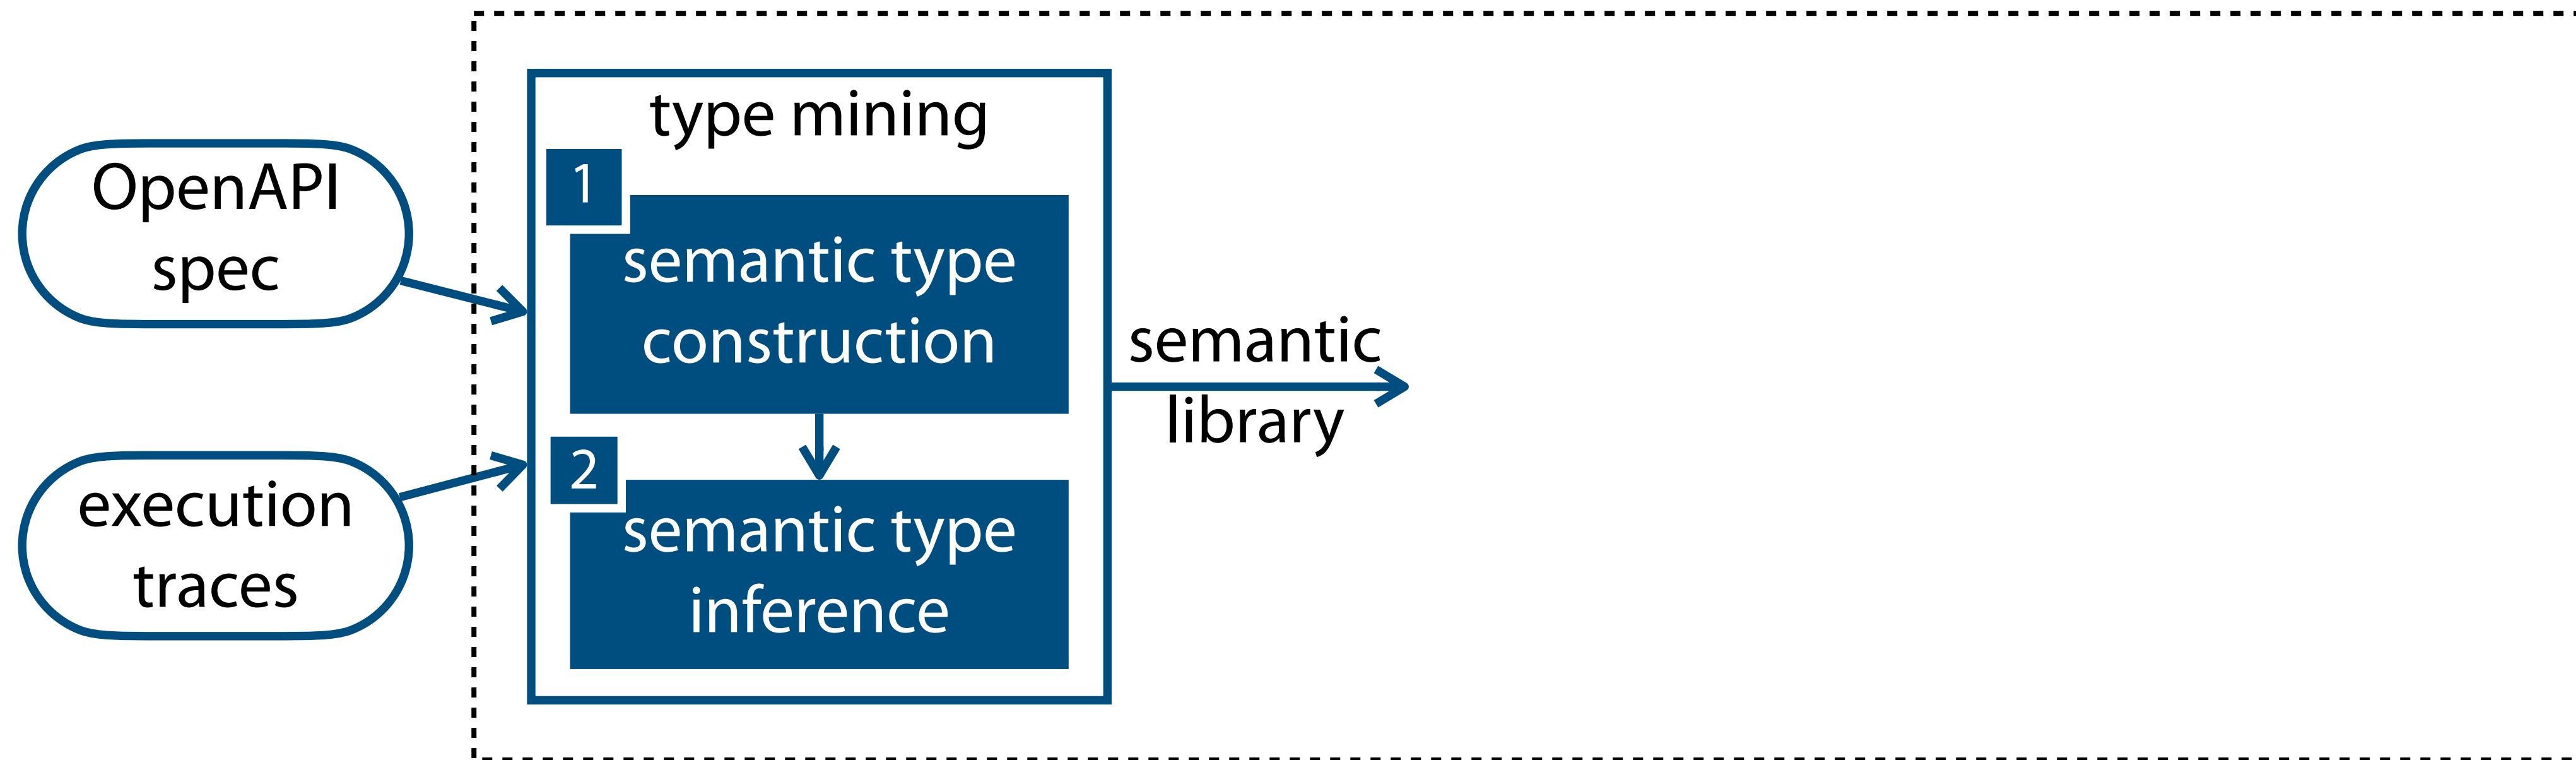 OpenAPI
spec
execution
traces
type mining
1
semantic type
construction
2
semantic type
inference
semantic
library